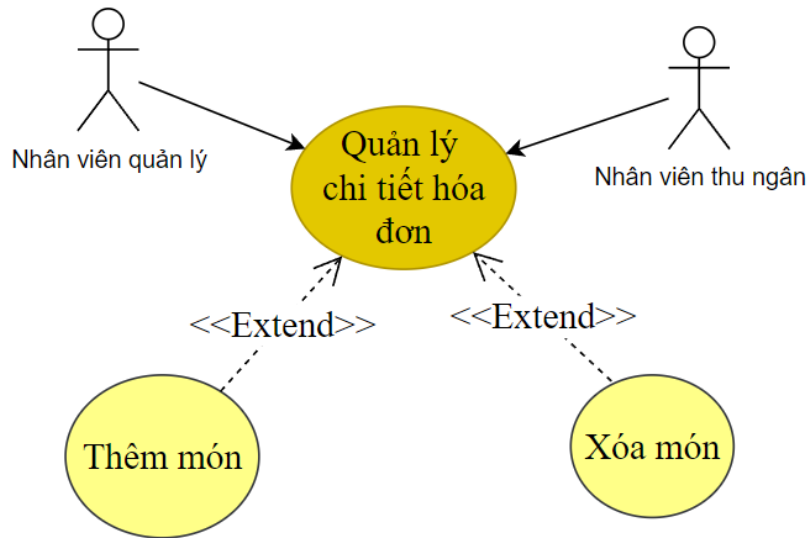 Nhân viên quản lý
Nhân viên thu ngân
Quản lý
chi tiết hóa
đơn
<<Extend>>
<<Extend>>
Thêm món
Xóa món